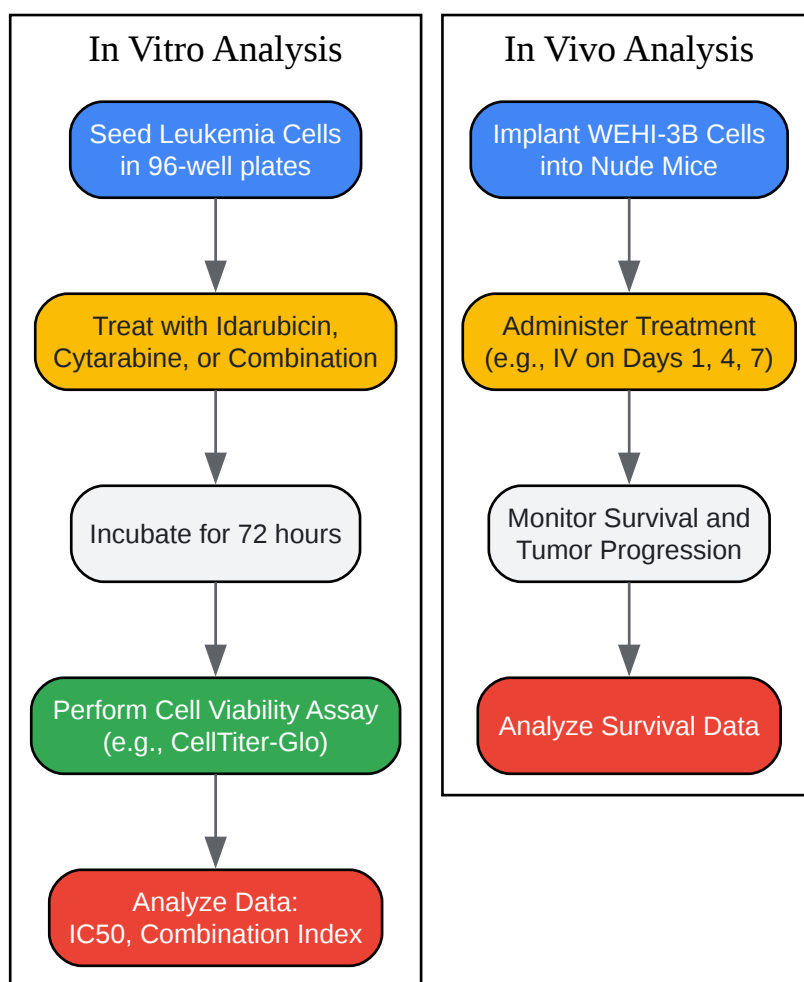 In Vitro Analysis
Seed Leukemia Cells
in 96-well plates
Treat with Idarubicin,
Cytarabine, or Combination
Incubate for 72 hours
Perform Cell Viability Assay
(e.g., CellTiter-Glo)
Analyze Data:
IC50, Combination Index
In Vivo Analysis
Implant WEHI-3B Cells
into Nude Mice
Administer Treatment
(e.g., IV on Days 1, 4, 7)
Monitor Survival and
Tumor Progression
Analyze Survival Data